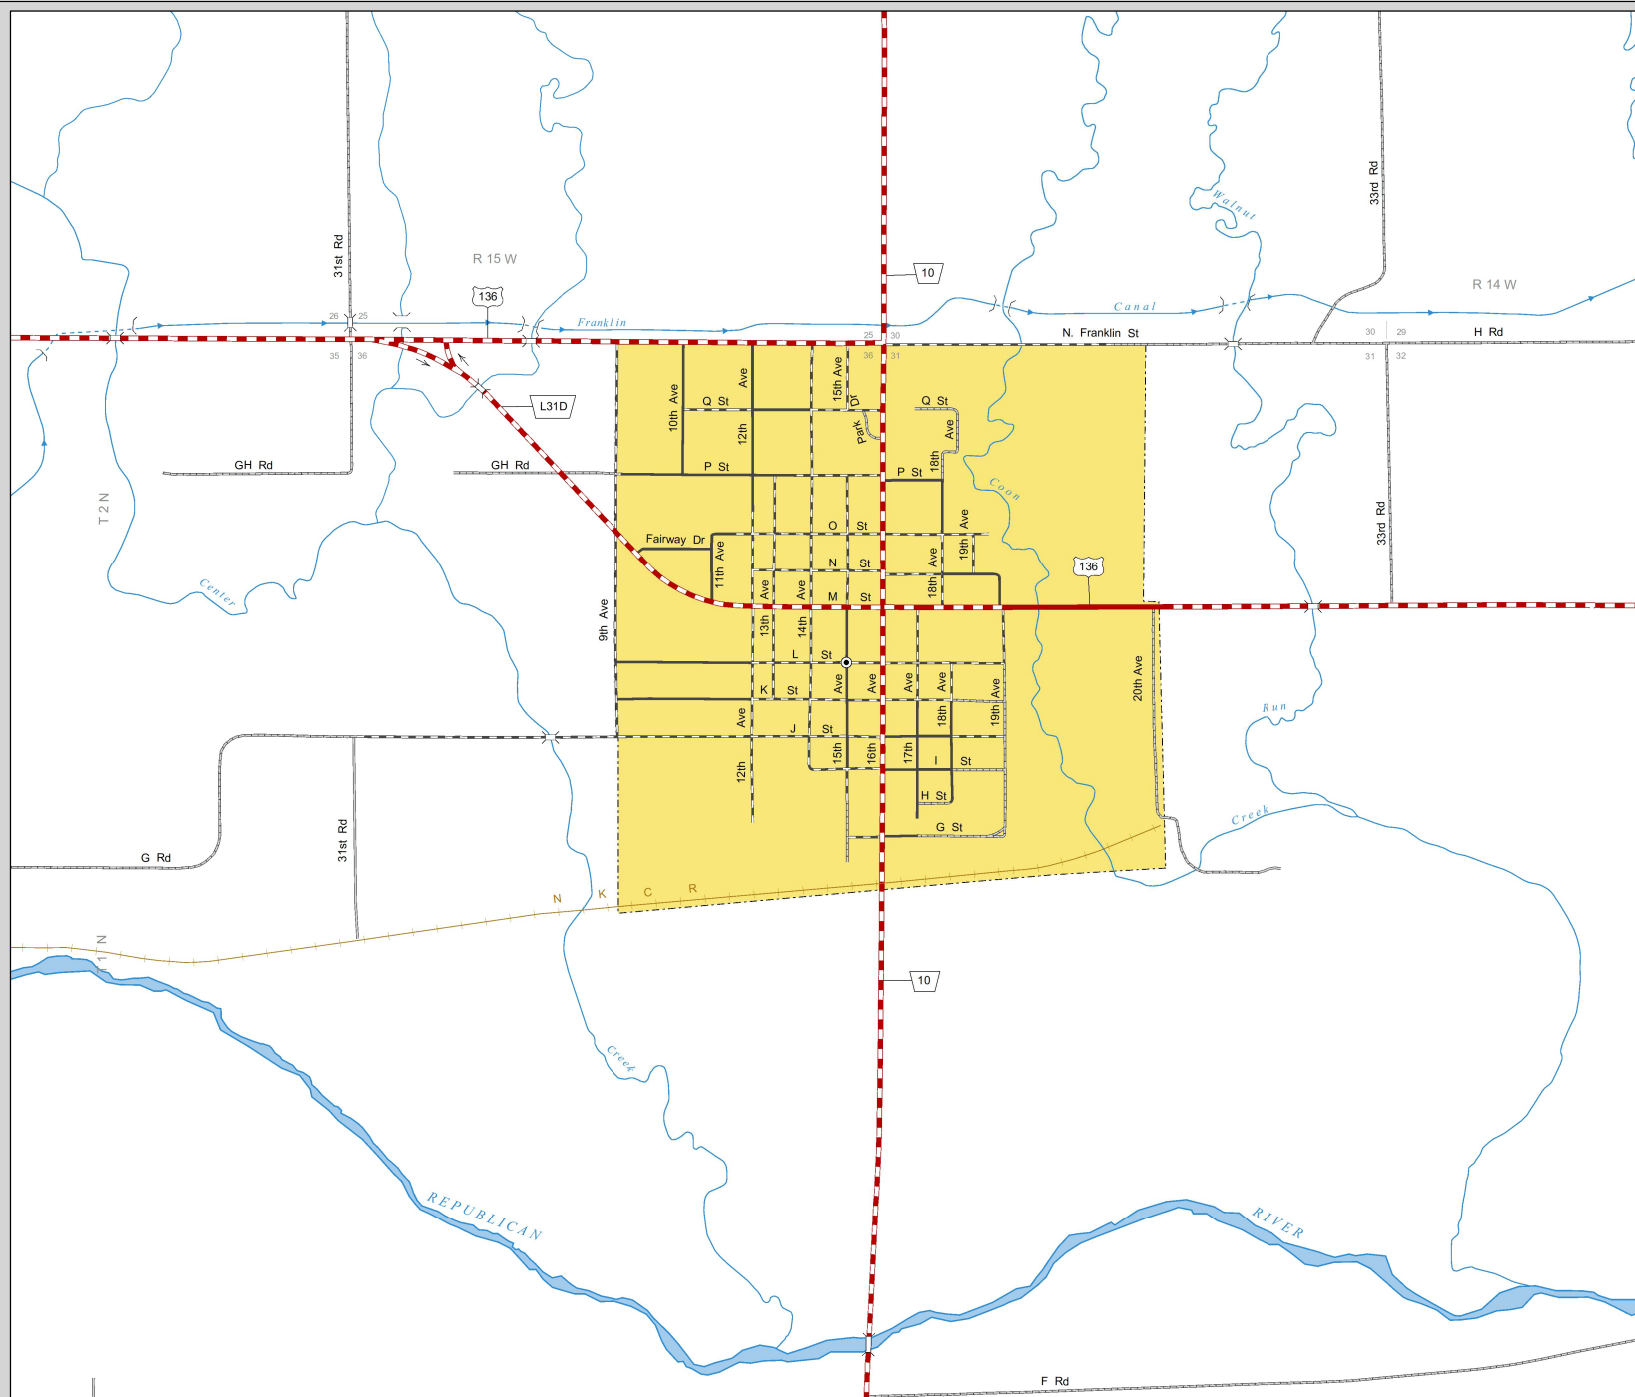 33rd Rd
Walnut
31st Rd
R 15 W
10
R 14 W
136
Canal
26 25
Franklin
25 30
N. Franklin St
30 29
H Rd
35 36
36 31
31 32
L31D
10th Ave
Q St
12th Ave
15th Ave
Park Dr
Q St
18th Ave
GH Rd
GH Rd
P St
P St
Coon
T 2 N
33rd Rd
O St
19th Ave
Fairway Dr
11th Ave
N St
18th Ave
136
Center
13th Ave
14th Ave
M St
9th Ave
L St
K St
15th Ave
16th Ave
17th Ave
18th Ave
19th Ave
20th Ave
Run
12th Ave
J St
I St
H St
G St
Creek
31st Rd
G Rd
N K C R
1 N
10
Creek
REPUBLICAN
RIVER
F Rd